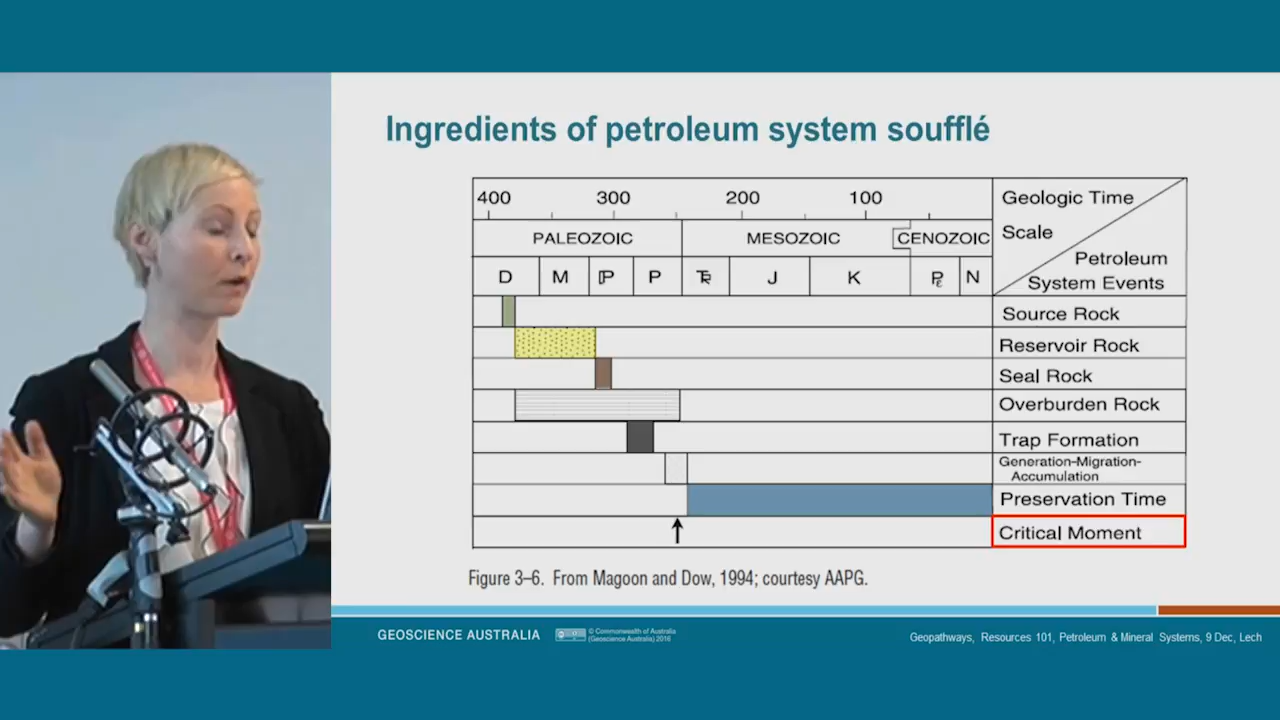 Ingredients of petroleum system soufflé
400 300 200 100
Geologic Time
Scale
PALEOZOIC MESOZOIC CENOZOIC
Petroleum
System Events
D M P P TR J K Pε N
Source Rock
Reservoir Rock
Seal Rock
Overburden Rock
Trap Formation
Generation–Migration-
Accumulation
Preservation Time
Critical Moment
Figure 3–6. From Magoon and Dow, 1994; courtesy AAPG.
GEOSCIENCE AUSTRALIA
© Commonwealth of Australia
(Geoscience Australia) 2016
Geopathways, Resources 101, Petroleum & Mineral Systems, 9 Dec, Lech